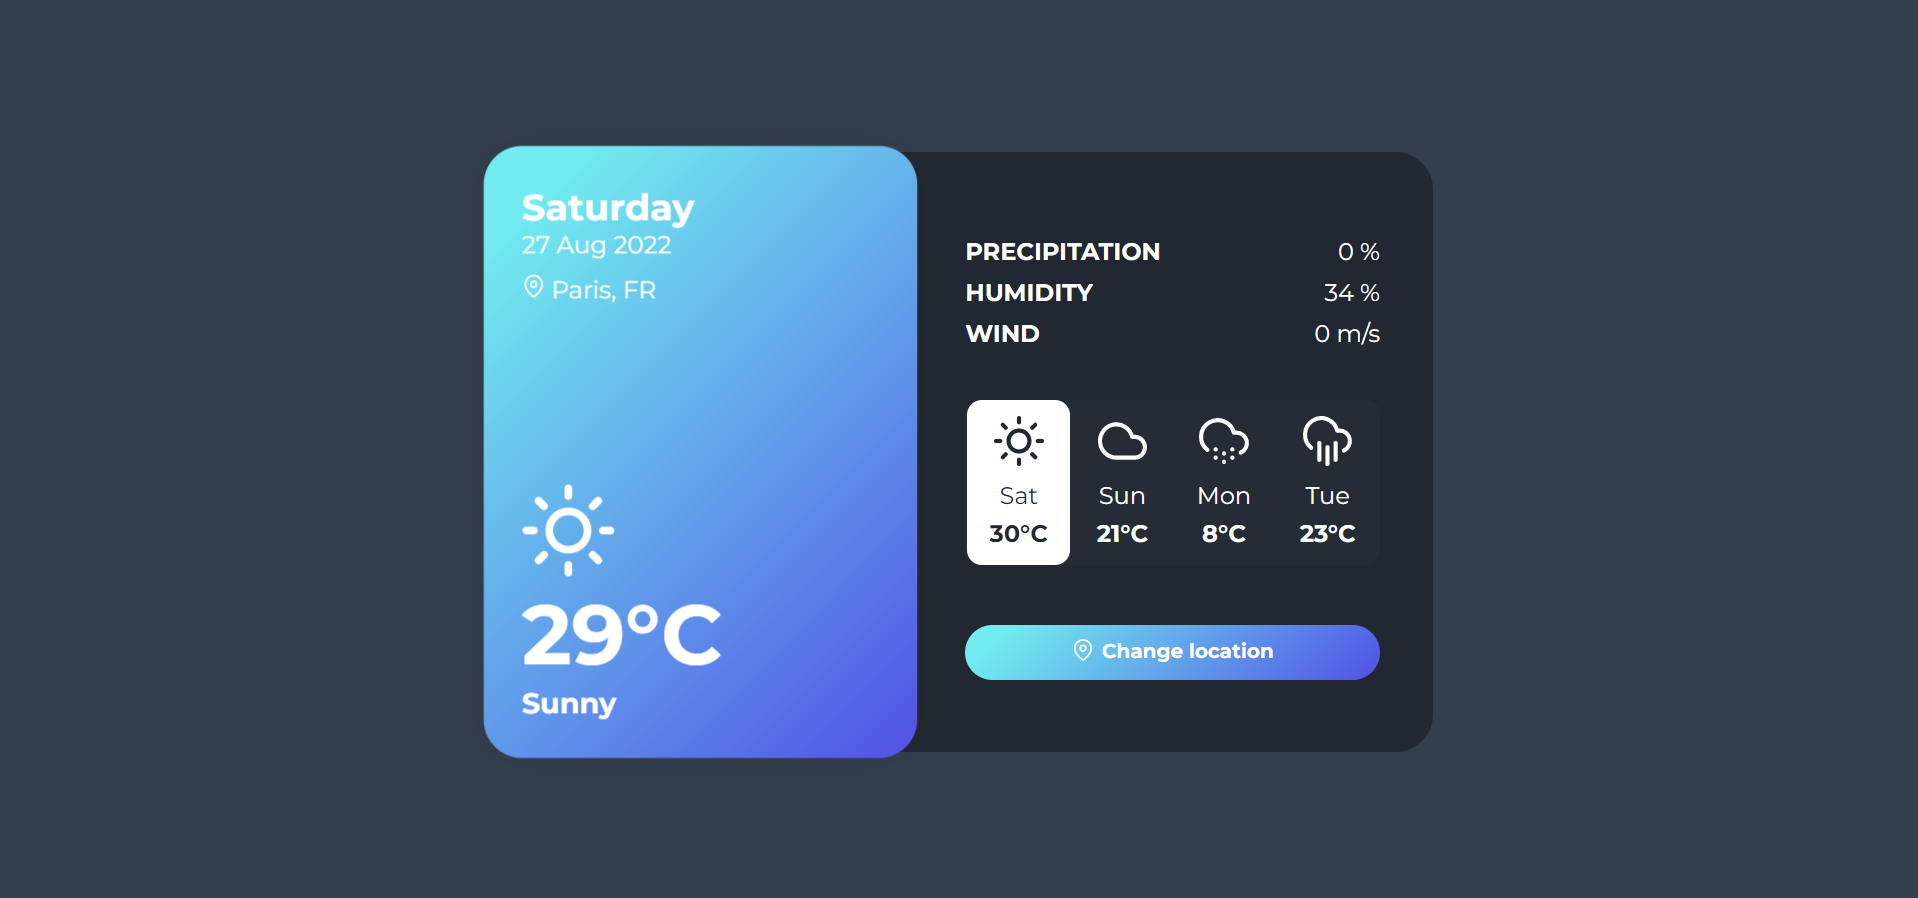 Saturday
27 Aug 2022
Paris, FR
29°C
Sunny
PRECIPITATION 0 %
HUMIDITY 34 %
WIND 0 m/s
Sat Sun Mon Tue
30°C 21°C 8°C 23°C
Change location